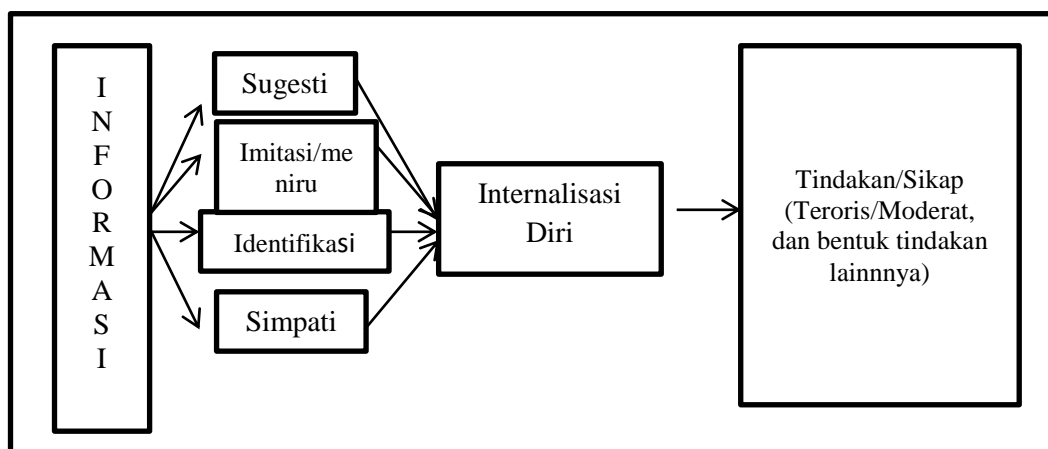 I
N
F
O
R
M
A
S
I
Sugesti
Imitasi/me
niru
Identifikasi
Simpati
Internalisasi
Diri
Tindakan/Sikap
(Teroris/Moderat,
dan bentuk tindakan
lainnnya)